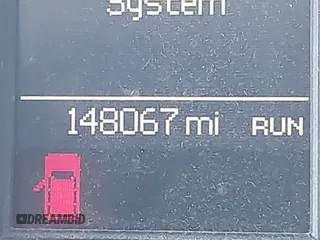 System
148067 mi RUN
DREAMBID